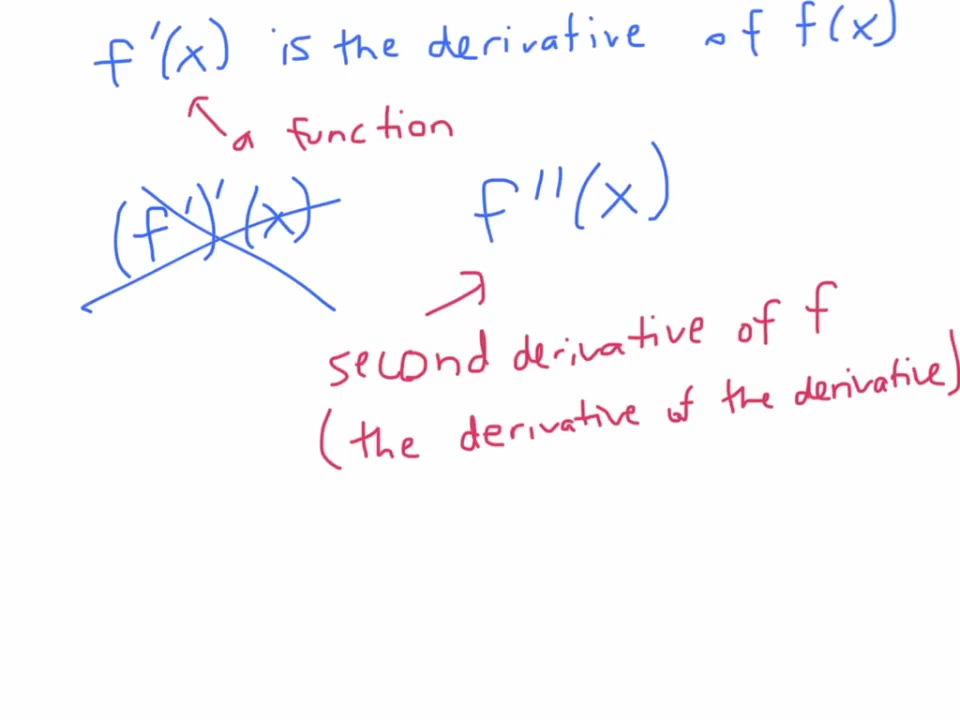 f'(x) is the derivative of f(x)
a function
(f')'(x) f''(x)
second derivative of f
(the derivative of the derivative)